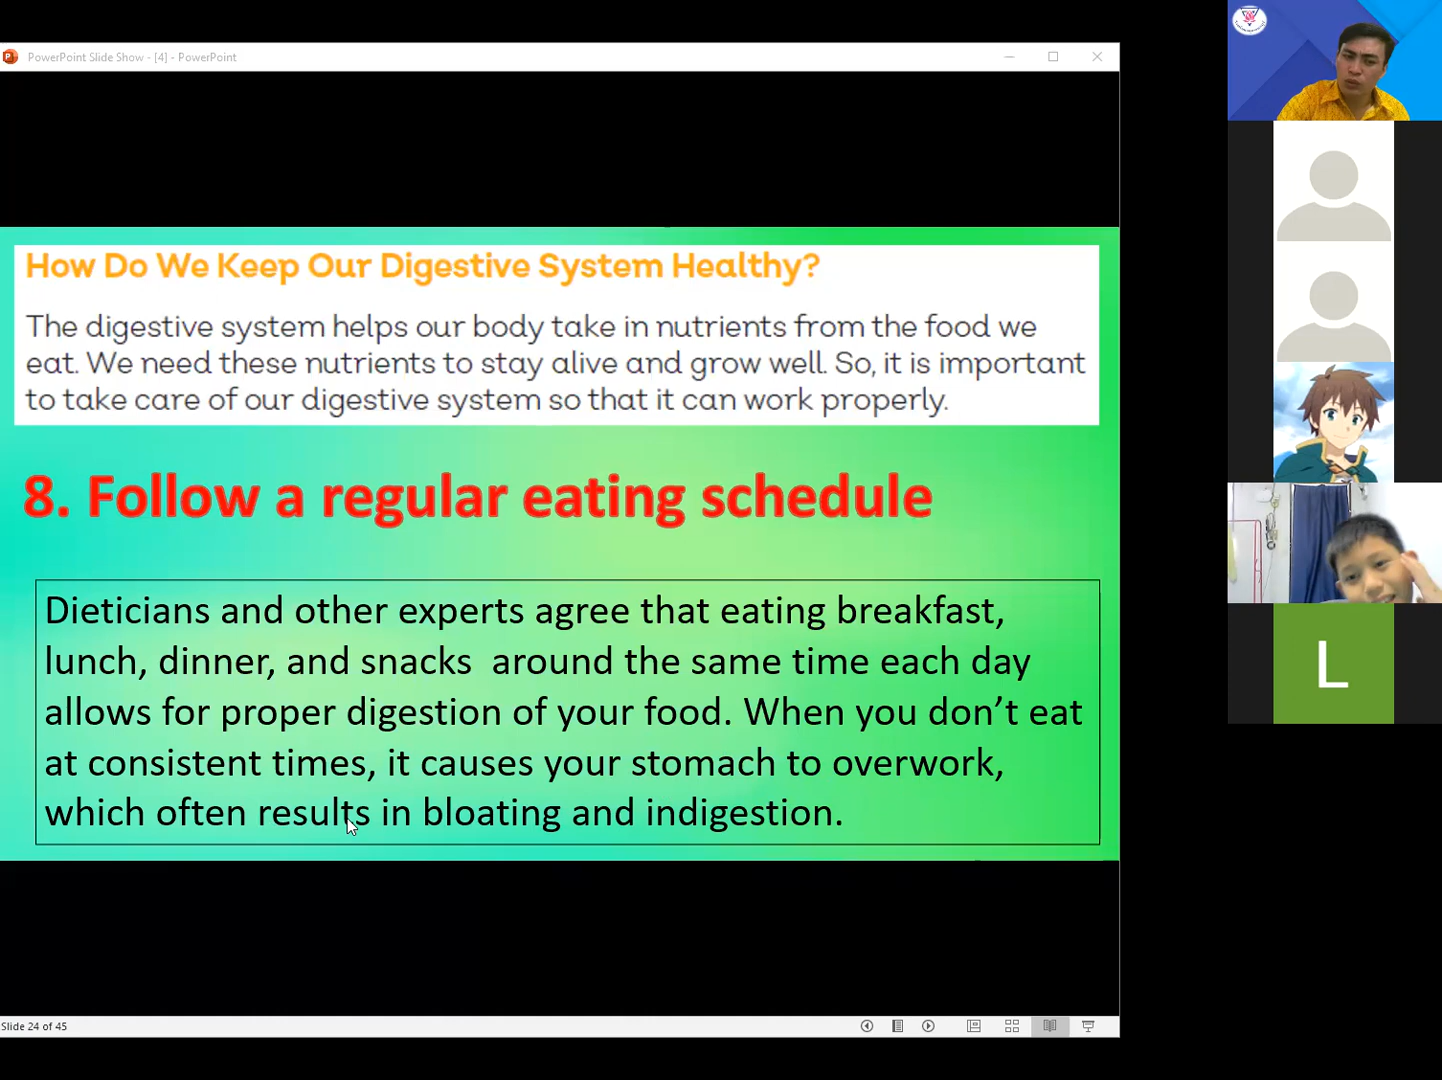 PowerPoint Slide Show - [4] - PowerPoint
How Do We Keep Our Digestive System Healthy?
The digestive system helps our body take in nutrients from the food we
eat. We need these nutrients to stay alive and grow well. So, it is important
to take care of our digestive system so that it can work properly.
8. Follow a regular eating schedule
Dieticians and other experts agree that eating breakfast,
lunch, dinner, and snacks  around the same time each day
allows for proper digestion of your food. When you don’t eat
at consistent times, it causes your stomach to overwork,
which often results in bloating and indigestion.
Slide 24 of 45
L